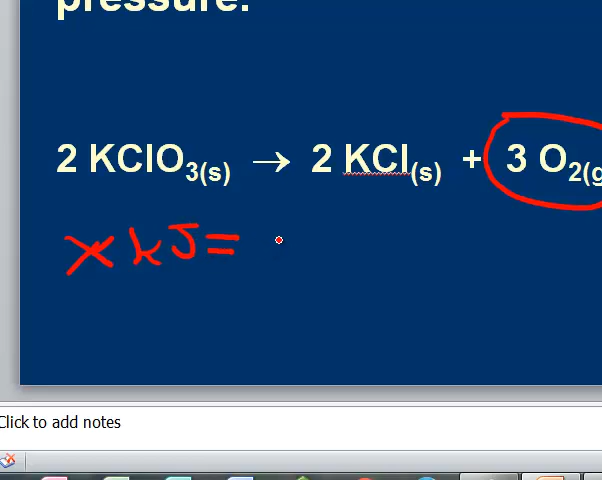 pressure.
2 KClO3(s) → 2 KCl(s) + 3 O2(g
x kJ =
Click to add notes